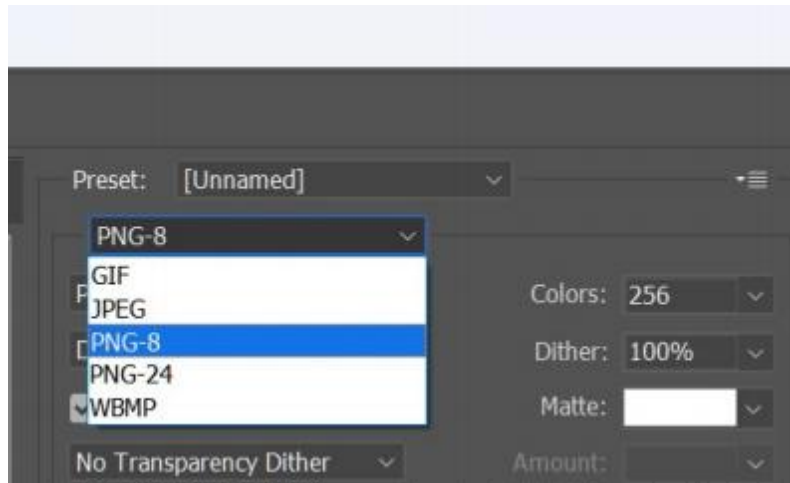 Preset: [Unnamed]
PNG-8
GIF
JPEG
PNG-8
PNG-24
WBMP
Colors: 256
Dither: 100%
Matte:
No Transparency Dither
Amount: